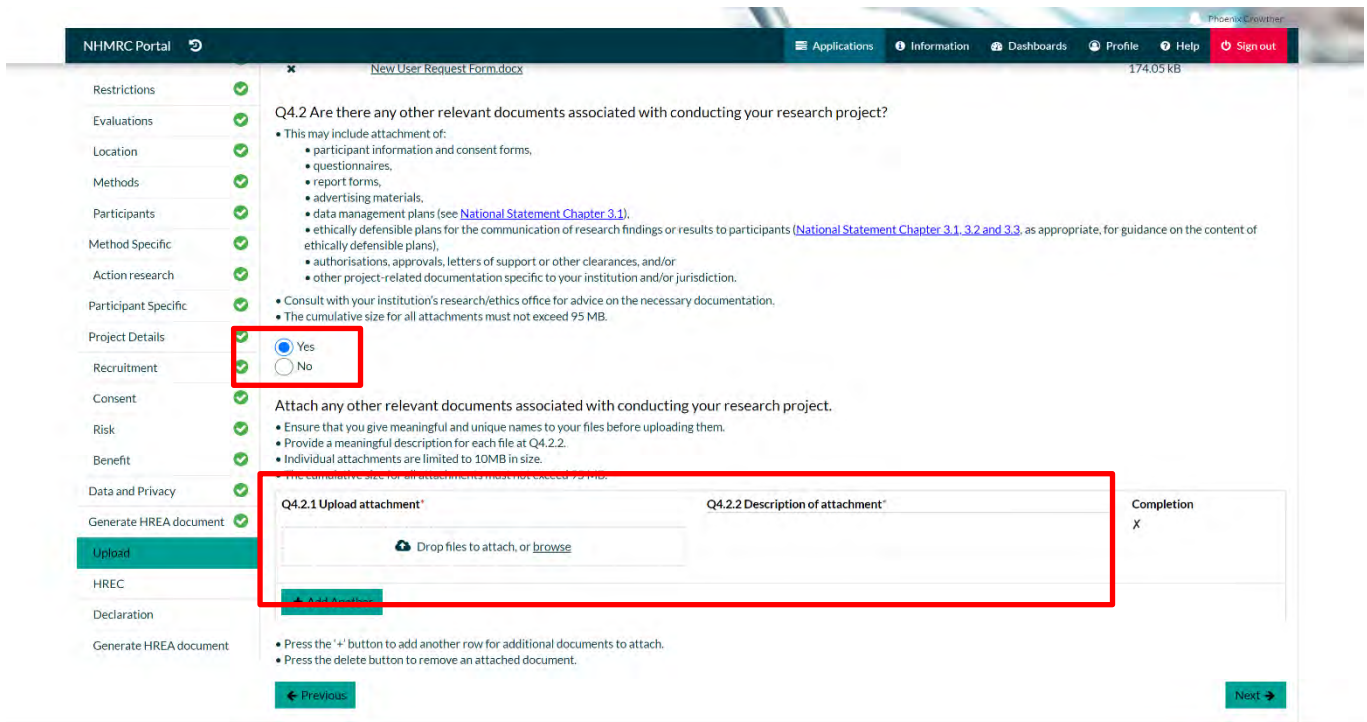 Phoenix Crowther
NHMRC Portal
Applications
Information
Dashboards
Profile
Help
Sign out
New User Request Form.docx
174.05 kB
Restrictions
Evaluations
Location
Methods
Participants
Method Specific
Action research
Participant Specific
Project Details
Recruitment
Consent
Risk
Benefit
Data and Privacy
Generate HREA document
Upload
HREC
Declaration
Generate HREA document
Q4.2 Are there any other relevant documents associated with conducting your research project?
• This may include attachment of:
• participant information and consent forms,
• questionnaires,
• report forms,
• advertising materials,
• data management plans (see National Statement Chapter 3.1),
• ethically defensible plans for the communication of research findings or results to participants (National Statement Chapter 3.1, 3.2 and 3.3, as appropriate, for guidance on the content of
ethically defensible plans),
• authorisations, approvals, letters of support or other clearances, and/or
• other project-related documentation specific to your institution and/or jurisdiction.
• Consult with your institution's research/ethics office for advice on the necessary documentation.
• The cumulative size for all attachments must not exceed 95 MB.
Yes
No
Attach any other relevant documents associated with conducting your research project.
• Ensure that you give meaningful and unique names to your files before uploading them.
• Provide a meaningful description for each file at Q4.2.2.
• Individual attachments are limited to 10MB in size.
• The cumulative size for all attachments must not exceed 95 MB.
Q4.2.1 Upload attachment*
Q4.2.2 Description of attachment*
Completion
✗
Drop files to attach, or browse
+ Add Another
• Press the '+' button to add another row for additional documents to attach.
• Press the delete button to remove an attached document.
Previous
Next